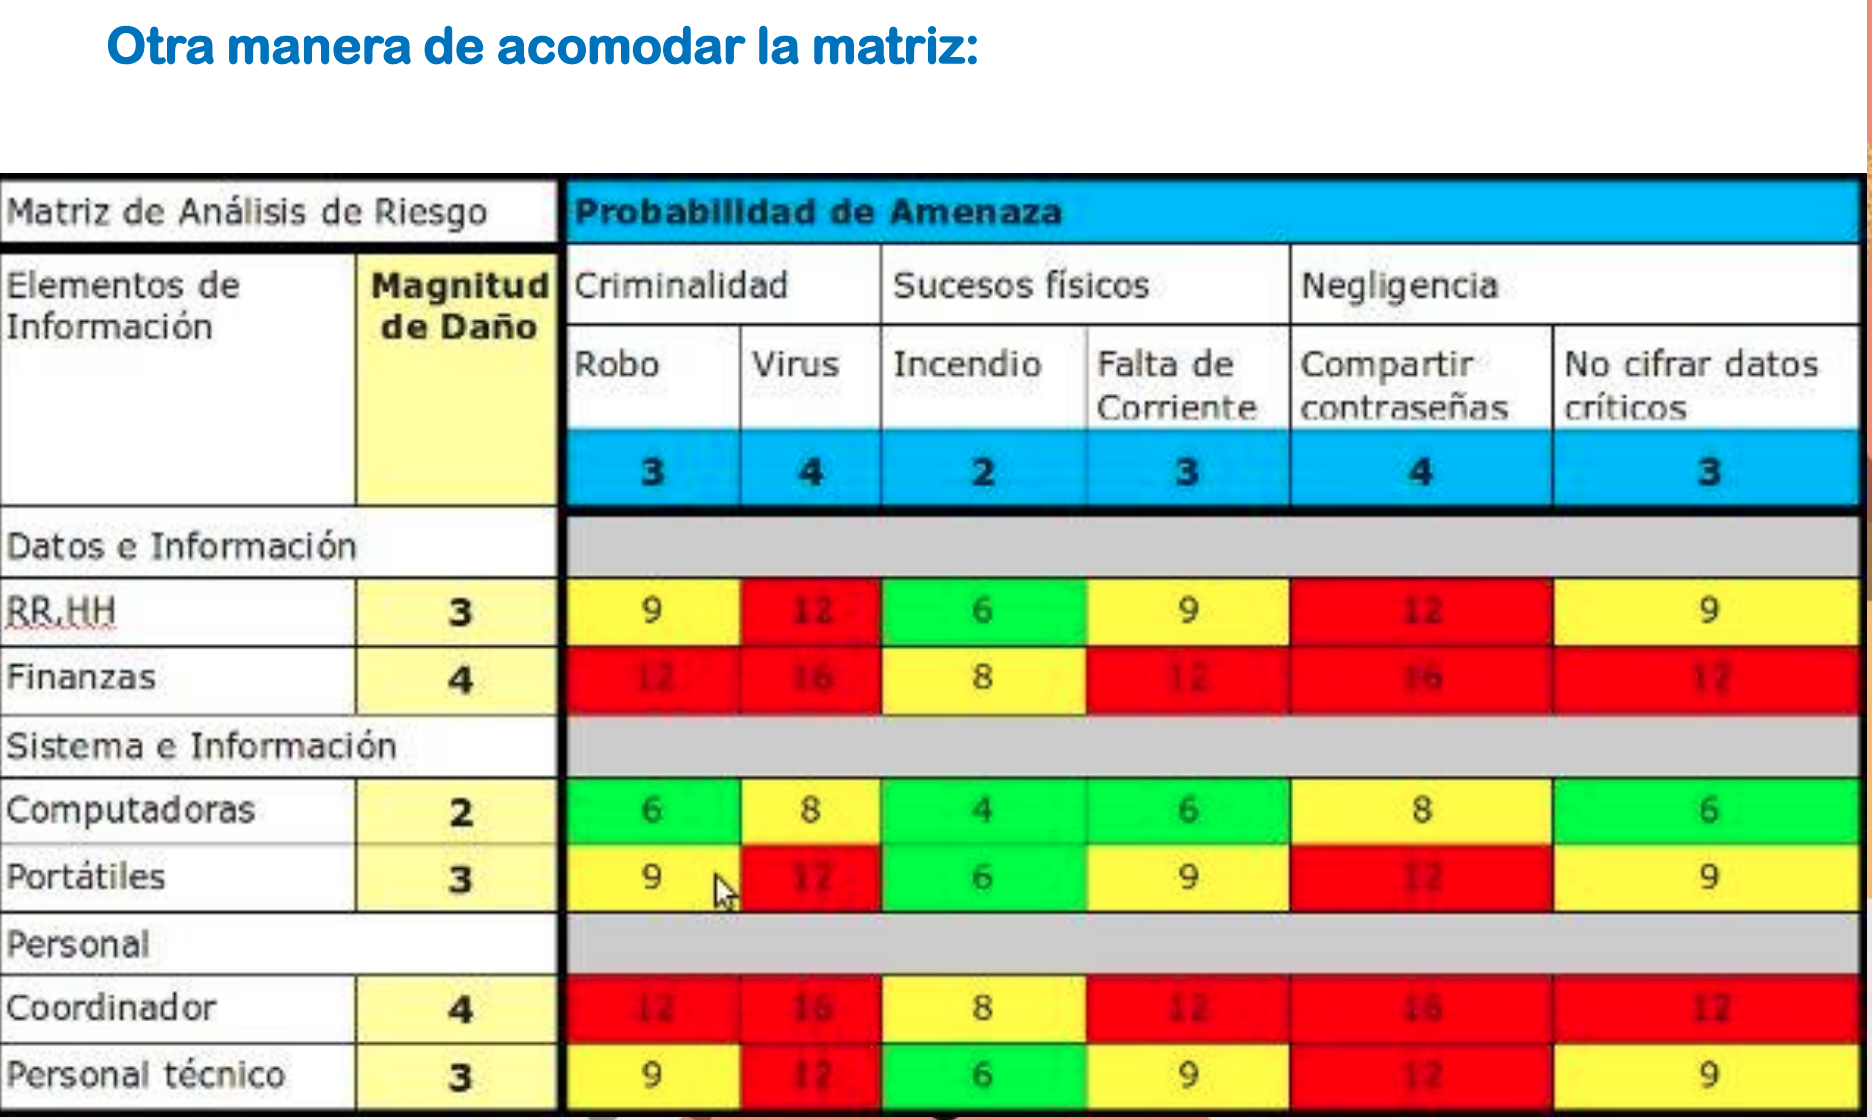 Otra manera de acomodar la matriz:
Matriz de Análisis de Riesgo Probabilidad de Amenaza
Elementos de Información Magnitud de Daño Criminalidad Sucesos físicos Negligencia
Robo Virus Incendio Falta de Corriente Compartir contraseñas No cifrar datos críticos
3 4 2 3 4 3
Datos e Información
RR.HH 3 9 12 6 9 12 9
Finanzas 4 12 16 8 12 16 12
Sistema e Información
Computadoras 2 6 8 4 6 8 6
Portátiles 3 9 12 6 9 12 9
Personal
Coordinador 4 12 16 8 12 16 12
Personal técnico 3 9 12 6 9 12 9